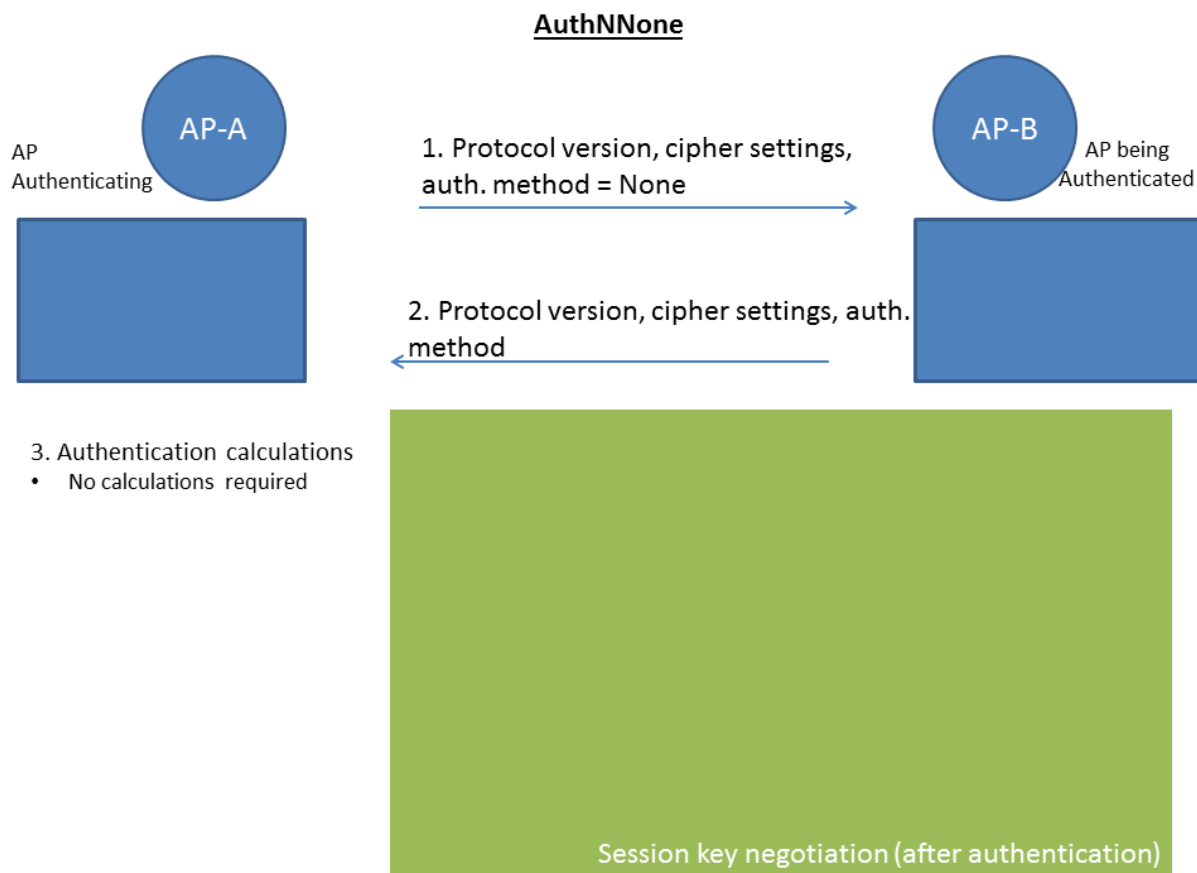 AuthNNone
AP-A
AP-B
AP
Authenticating
1. Protocol version, cipher settings,
auth. method = None
AP being
Authenticated
2. Protocol version, cipher settings, auth.
method
3. Authentication calculations
• No calculations required
Session key negotiation (after authentication)